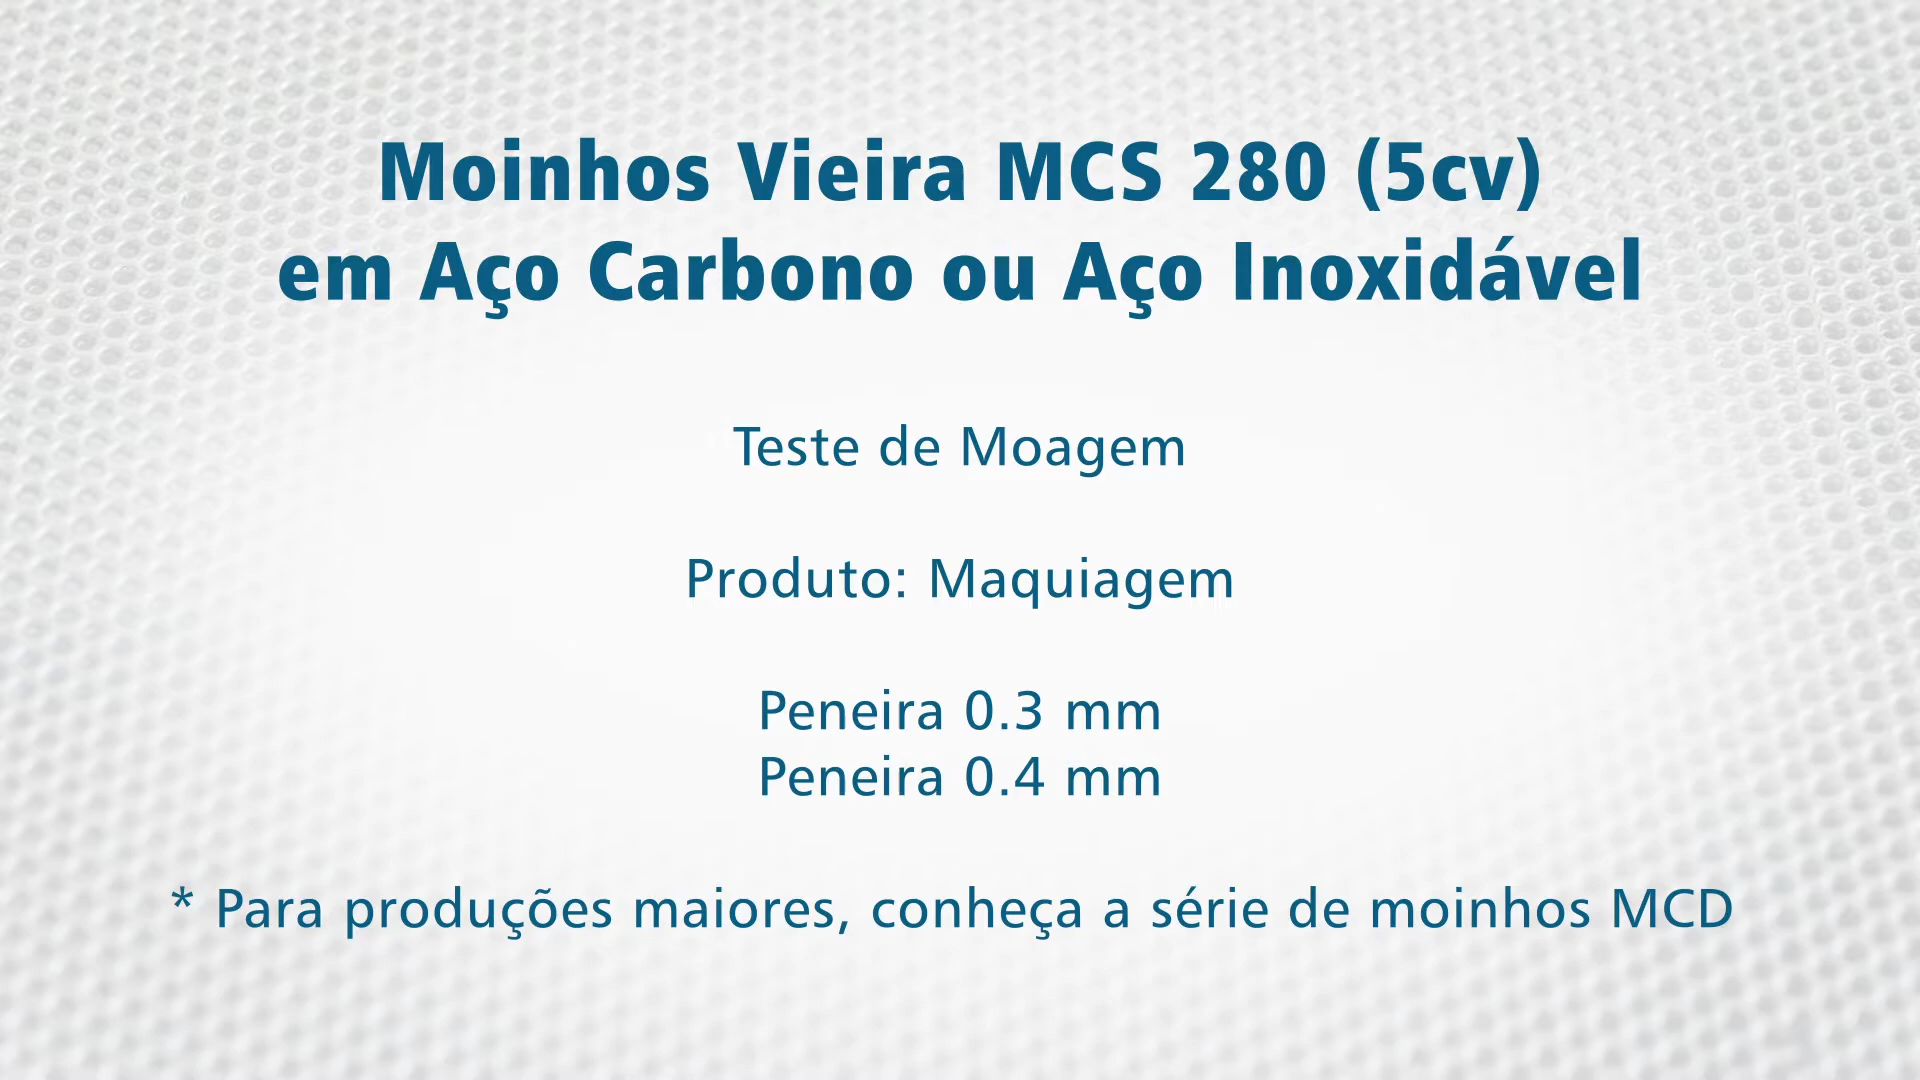 Moinhos Vieira MCS 280 (5cv)
em Aço Carbono ou Aço Inoxidável
Teste de Moagem
Produto: Maquiagem
Peneira 0.3 mm
Peneira 0.4 mm
* Para produções maiores, conheça a série de moinhos MCD